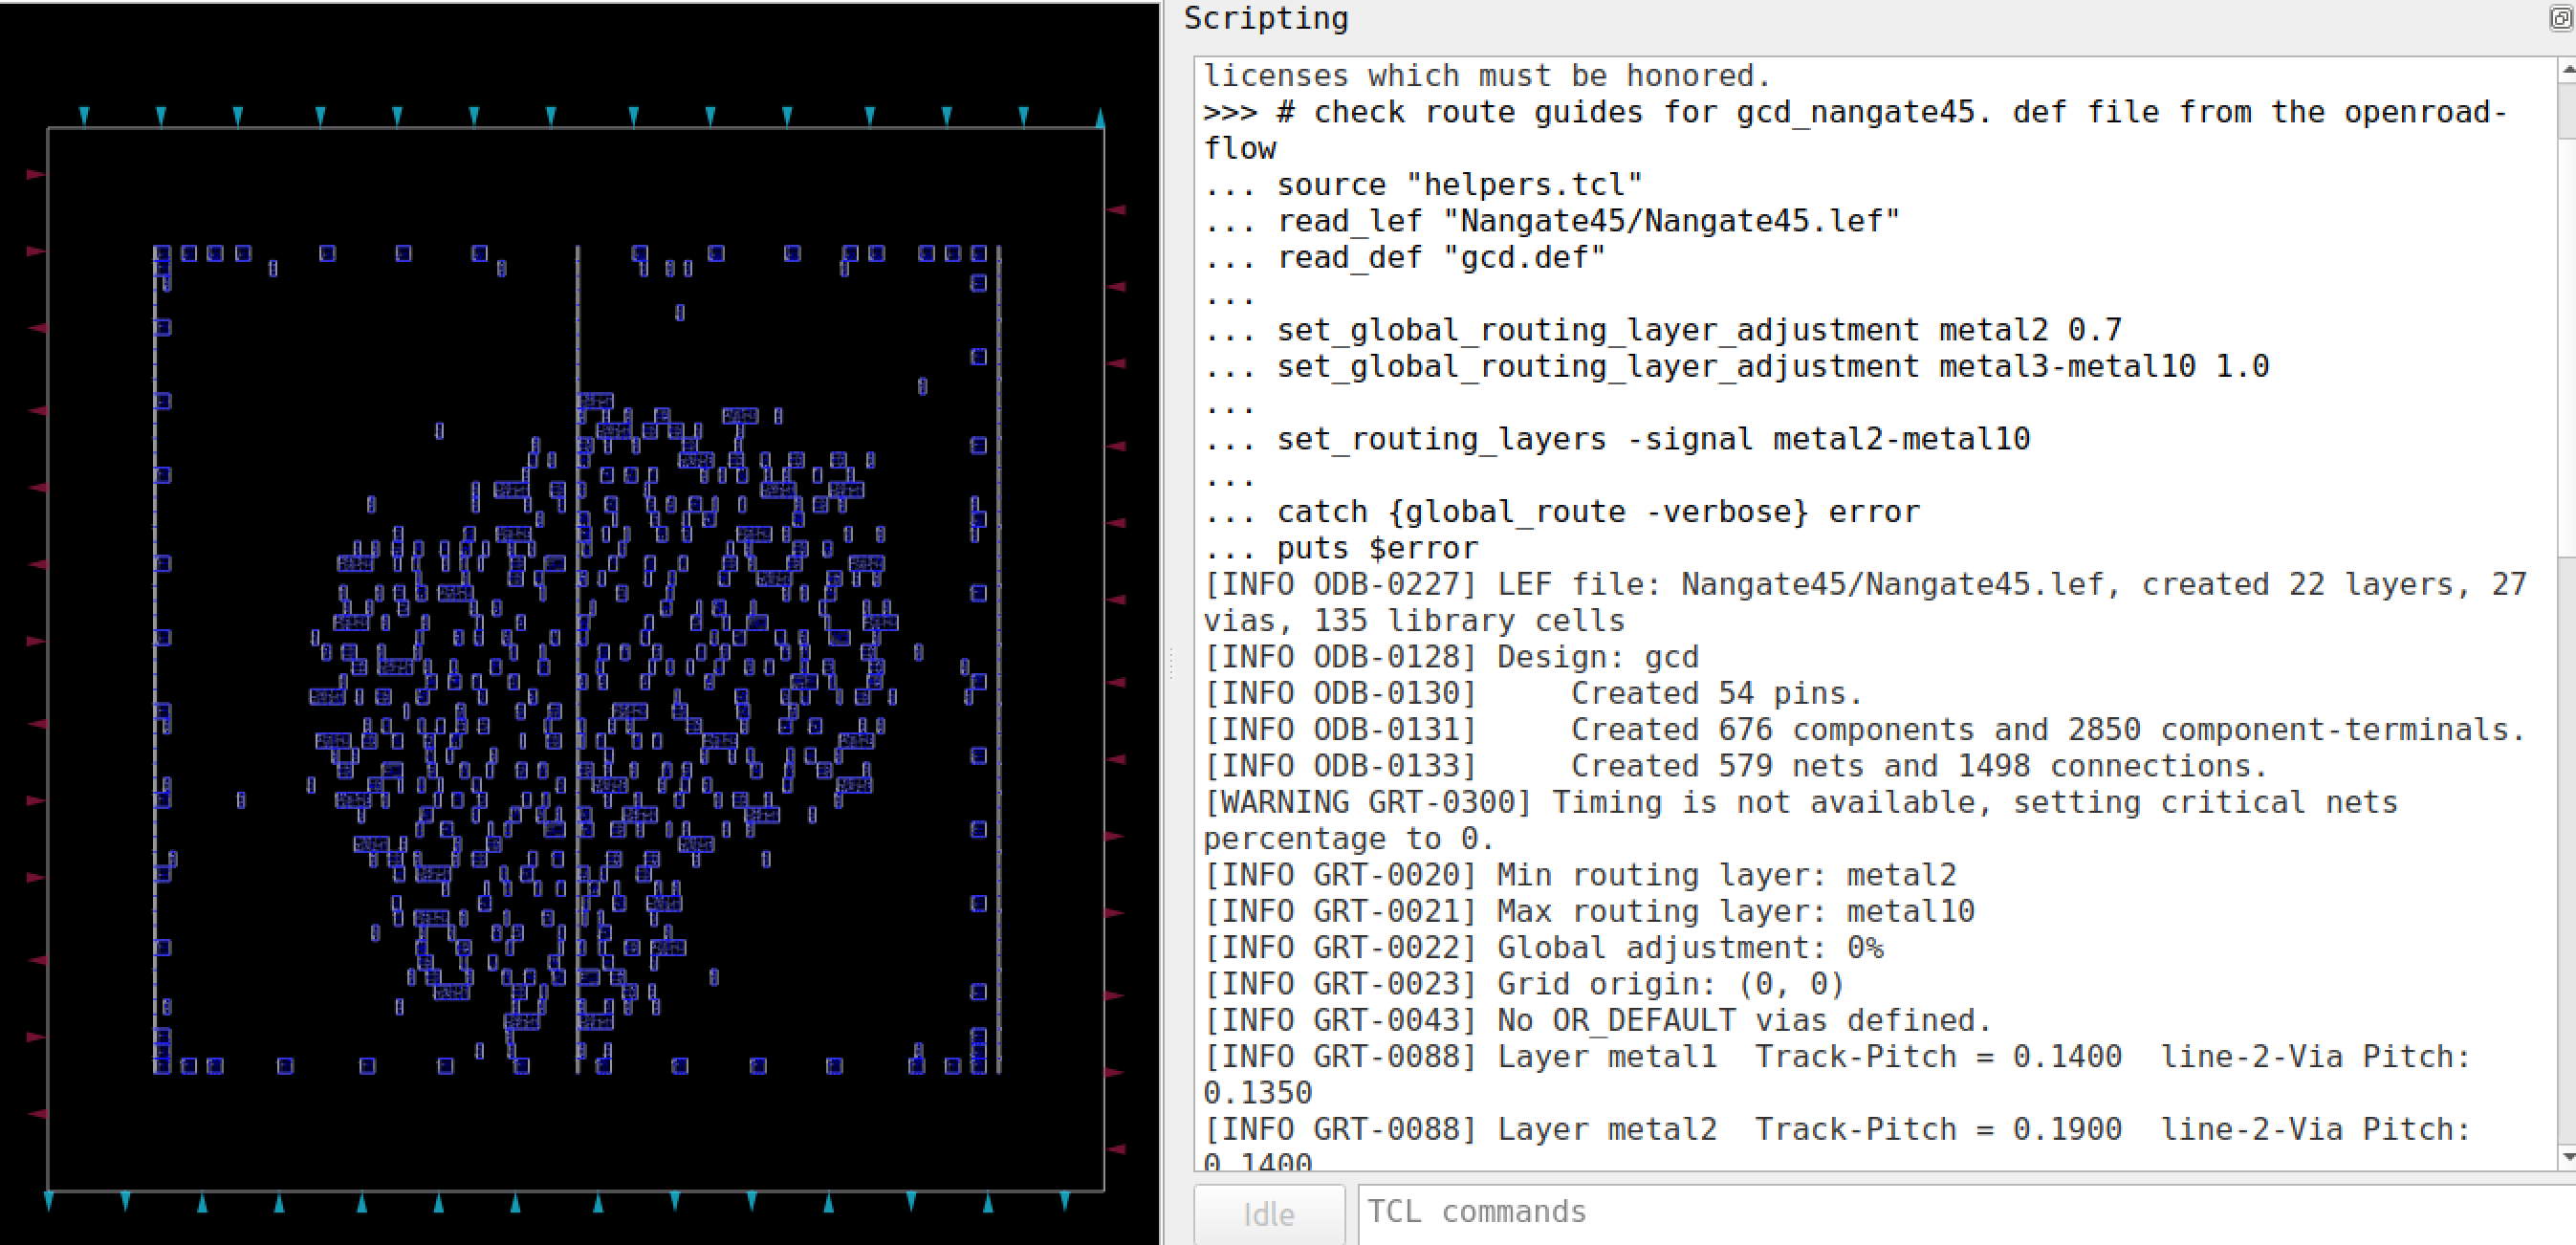 Scripting
licenses which must be honored.
>>> # check route guides for gcd_nangate45. def file from the openroad-
flow
... source "helpers.tcl"
... read_lef "Nangate45/Nangate45.lef"
... read_def "gcd.def"
...
... set_global_routing_layer_adjustment metal2 0.7
... set_global_routing_layer_adjustment metal3-metal10 1.0
...
... set_routing_layers -signal metal2-metal10
...
... catch {global_route -verbose} error
... puts $error
[INFO ODB-0227] LEF file: Nangate45/Nangate45.lef, created 22 layers, 27
vias, 135 library cells
[INFO ODB-0128] Design: gcd
[INFO ODB-0130]     Created 54 pins.
[INFO ODB-0131]     Created 676 components and 2850 component-terminals.
[INFO ODB-0133]     Created 579 nets and 1498 connections.
[WARNING GRT-0300] Timing is not available, setting critical nets
percentage to 0.
[INFO GRT-0020] Min routing layer: metal2
[INFO GRT-0021] Max routing layer: metal10
[INFO GRT-0022] Global adjustment: 0%
[INFO GRT-0023] Grid origin: (0, 0)
[INFO GRT-0043] No OR_DEFAULT vias defined.
[INFO GRT-0088] Layer metal1  Track-Pitch = 0.1400  line-2-Via Pitch:
0.1350
[INFO GRT-0088] Layer metal2  Track-Pitch = 0.1900  line-2-Via Pitch:
0.1400
Idle
TCL commands